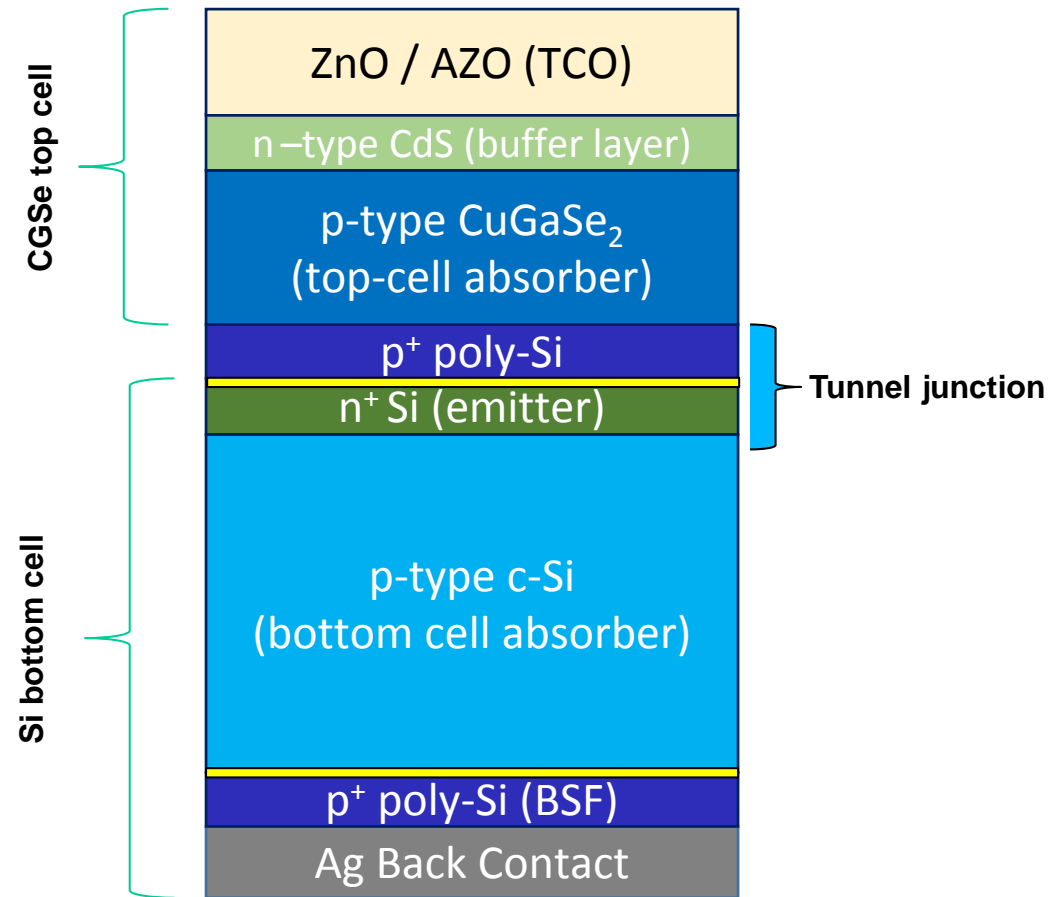 CGSe top cell
ZnO / AZO (TCO)
n–type CdS (buffer layer)
p-type CuGaSe₂
(top-cell absorber)
p⁺ poly-Si
Tunnel junction
n⁺ Si (emitter)
Si bottom cell
p-type c-Si
(bottom cell absorber)
p⁺ poly-Si (BSF)
Ag Back Contact